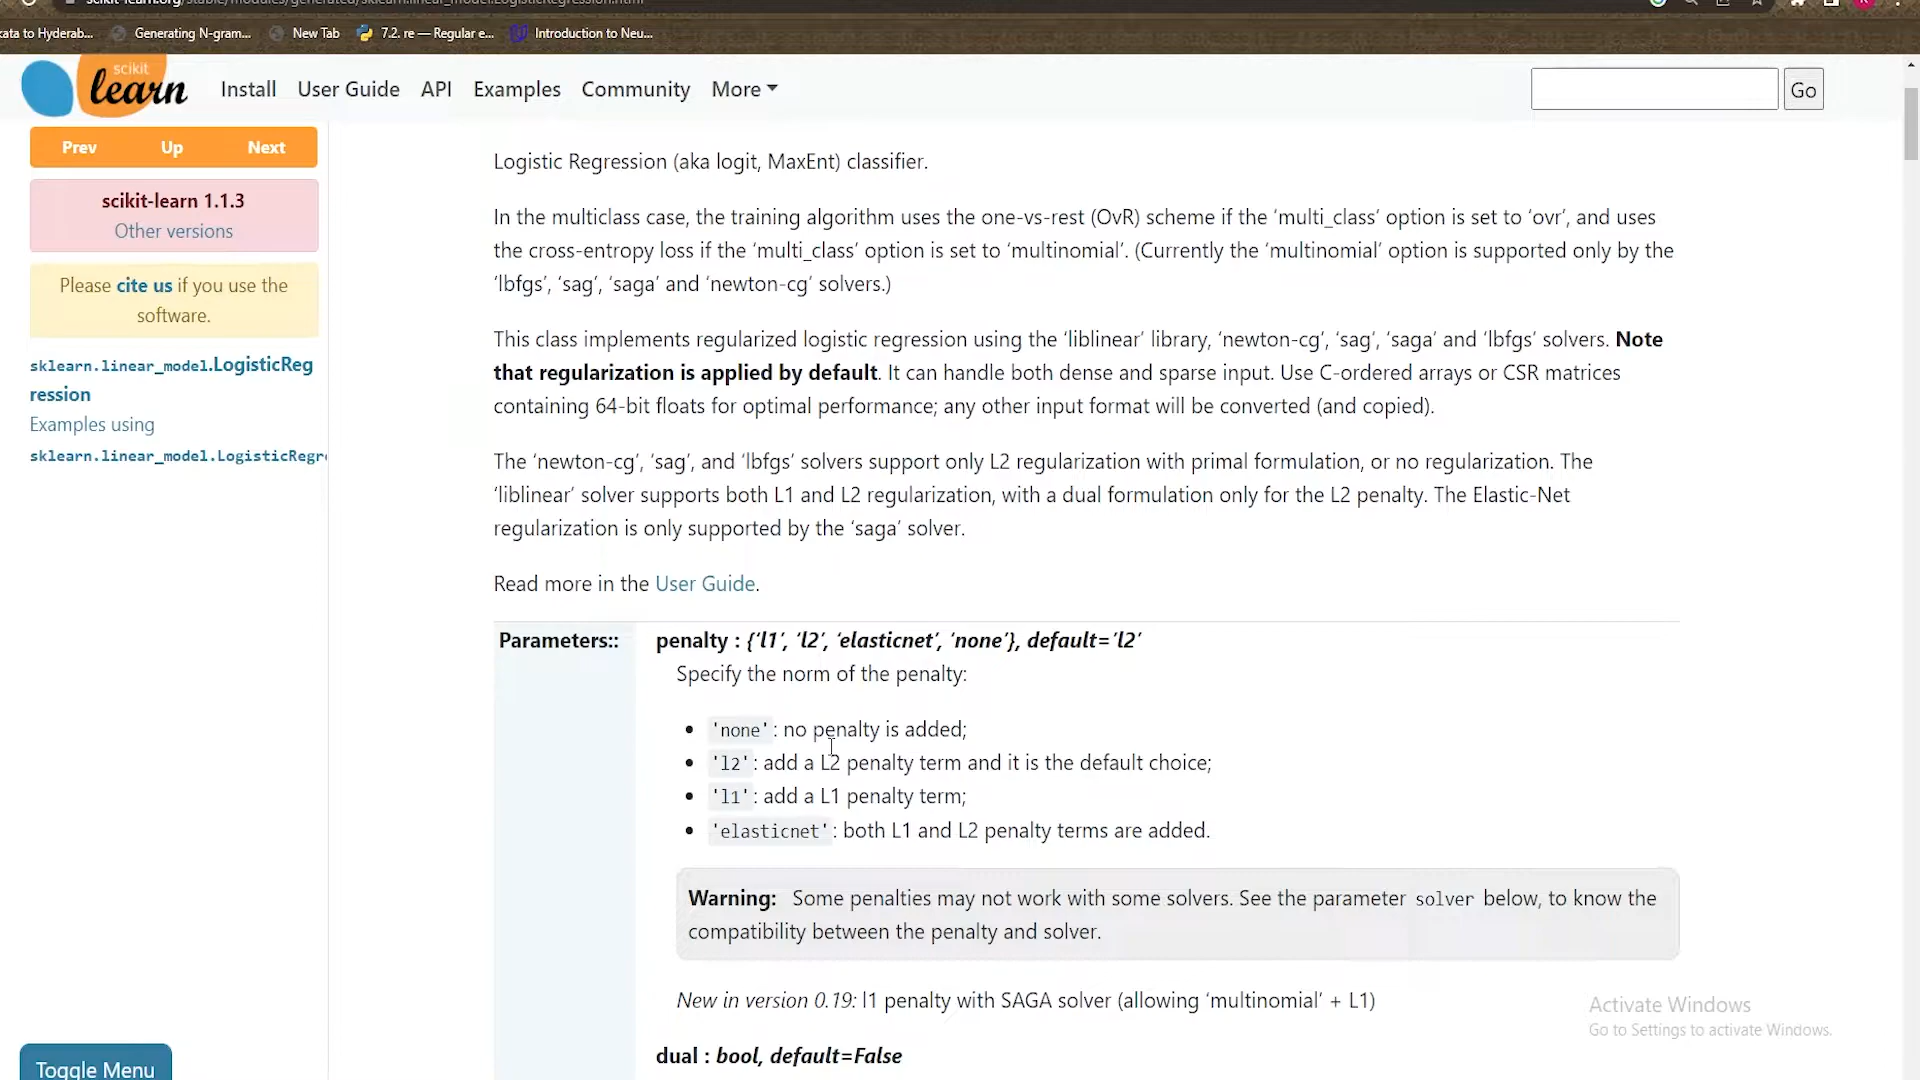 scikit-learn.org/stable/modules/generated/sklearn.linear_model.LogisticRegression.html
kata to Hyderab... Generating N-gram... New Tab 7.2. re — Regular e... Introduction to Neu...
scikit
learn Install User Guide API Examples Community More Go
Prev Up Next
scikit-learn 1.1.3
Other versions
Please cite us if you use the
software.
sklearn.linear_model.LogisticReg
ression
Examples using
sklearn.linear_model.LogisticRegr
Logistic Regression (aka logit, MaxEnt) classifier.
In the multiclass case, the training algorithm uses the one-vs-rest (OvR) scheme if the ‘multi_class’ option is set to ‘ovr’, and uses
the cross-entropy loss if the ‘multi_class’ option is set to ‘multinomial’. (Currently the ‘multinomial’ option is supported only by the
‘lbfgs’, ‘sag’, ‘saga’ and ‘newton-cg’ solvers.)
This class implements regularized logistic regression using the ‘liblinear’ library, ‘newton-cg’, ‘sag’, ‘saga’ and ‘lbfgs’ solvers. Note
that regularization is applied by default. It can handle both dense and sparse input. Use C-ordered arrays or CSR matrices
containing 64-bit floats for optimal performance; any other input format will be converted (and copied).
The ‘newton-cg’, ‘sag’, and ‘lbfgs’ solvers support only L2 regularization with primal formulation, or no regularization. The
‘liblinear’ solver supports both L1 and L2 regularization, with a dual formulation only for the L2 penalty. The Elastic-Net
regularization is only supported by the ‘saga’ solver.
Read more in the User Guide.
Parameters:: penalty : {‘l1’, ‘l2’, ‘elasticnet’, ‘none’}, default=’l2’
Specify the norm of the penalty:
• 'none': no penalty is added;
• 'l2': add a L2 penalty term and it is the default choice;
• 'l1': add a L1 penalty term;
• 'elasticnet': both L1 and L2 penalty terms are added.
Warning: Some penalties may not work with some solvers. See the parameter solver below, to know the
compatibility between the penalty and solver.
New in version 0.19: l1 penalty with SAGA solver (allowing ‘multinomial’ + L1)
dual : bool, default=False
Activate Windows
Go to Settings to activate Windows.
Toggle Menu